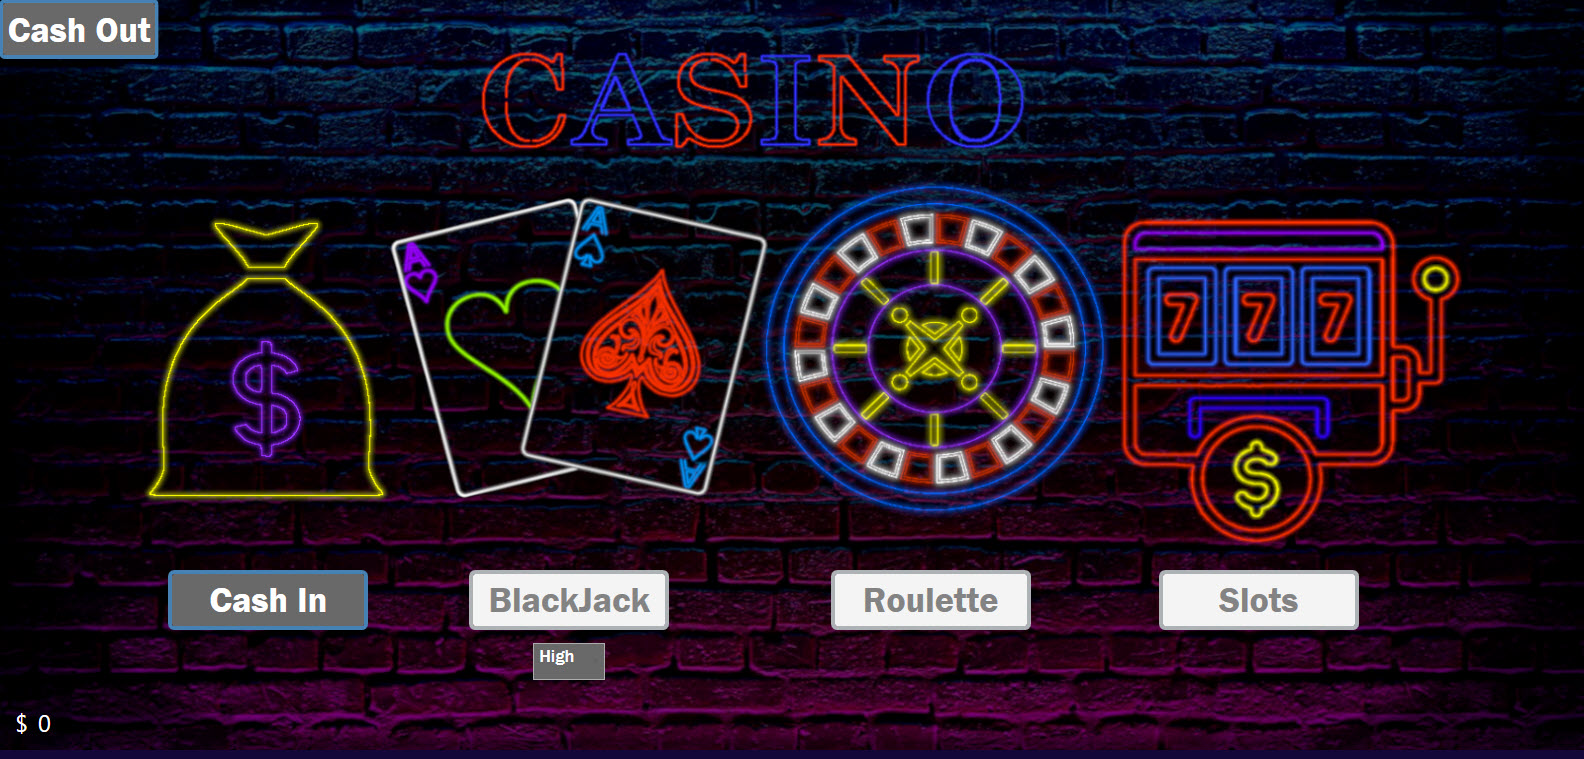 Cash Out
CASINO
A
A
7 7 7
$
$
A
Cash In
BlackJack
Roulette
Slots
High
$ 0